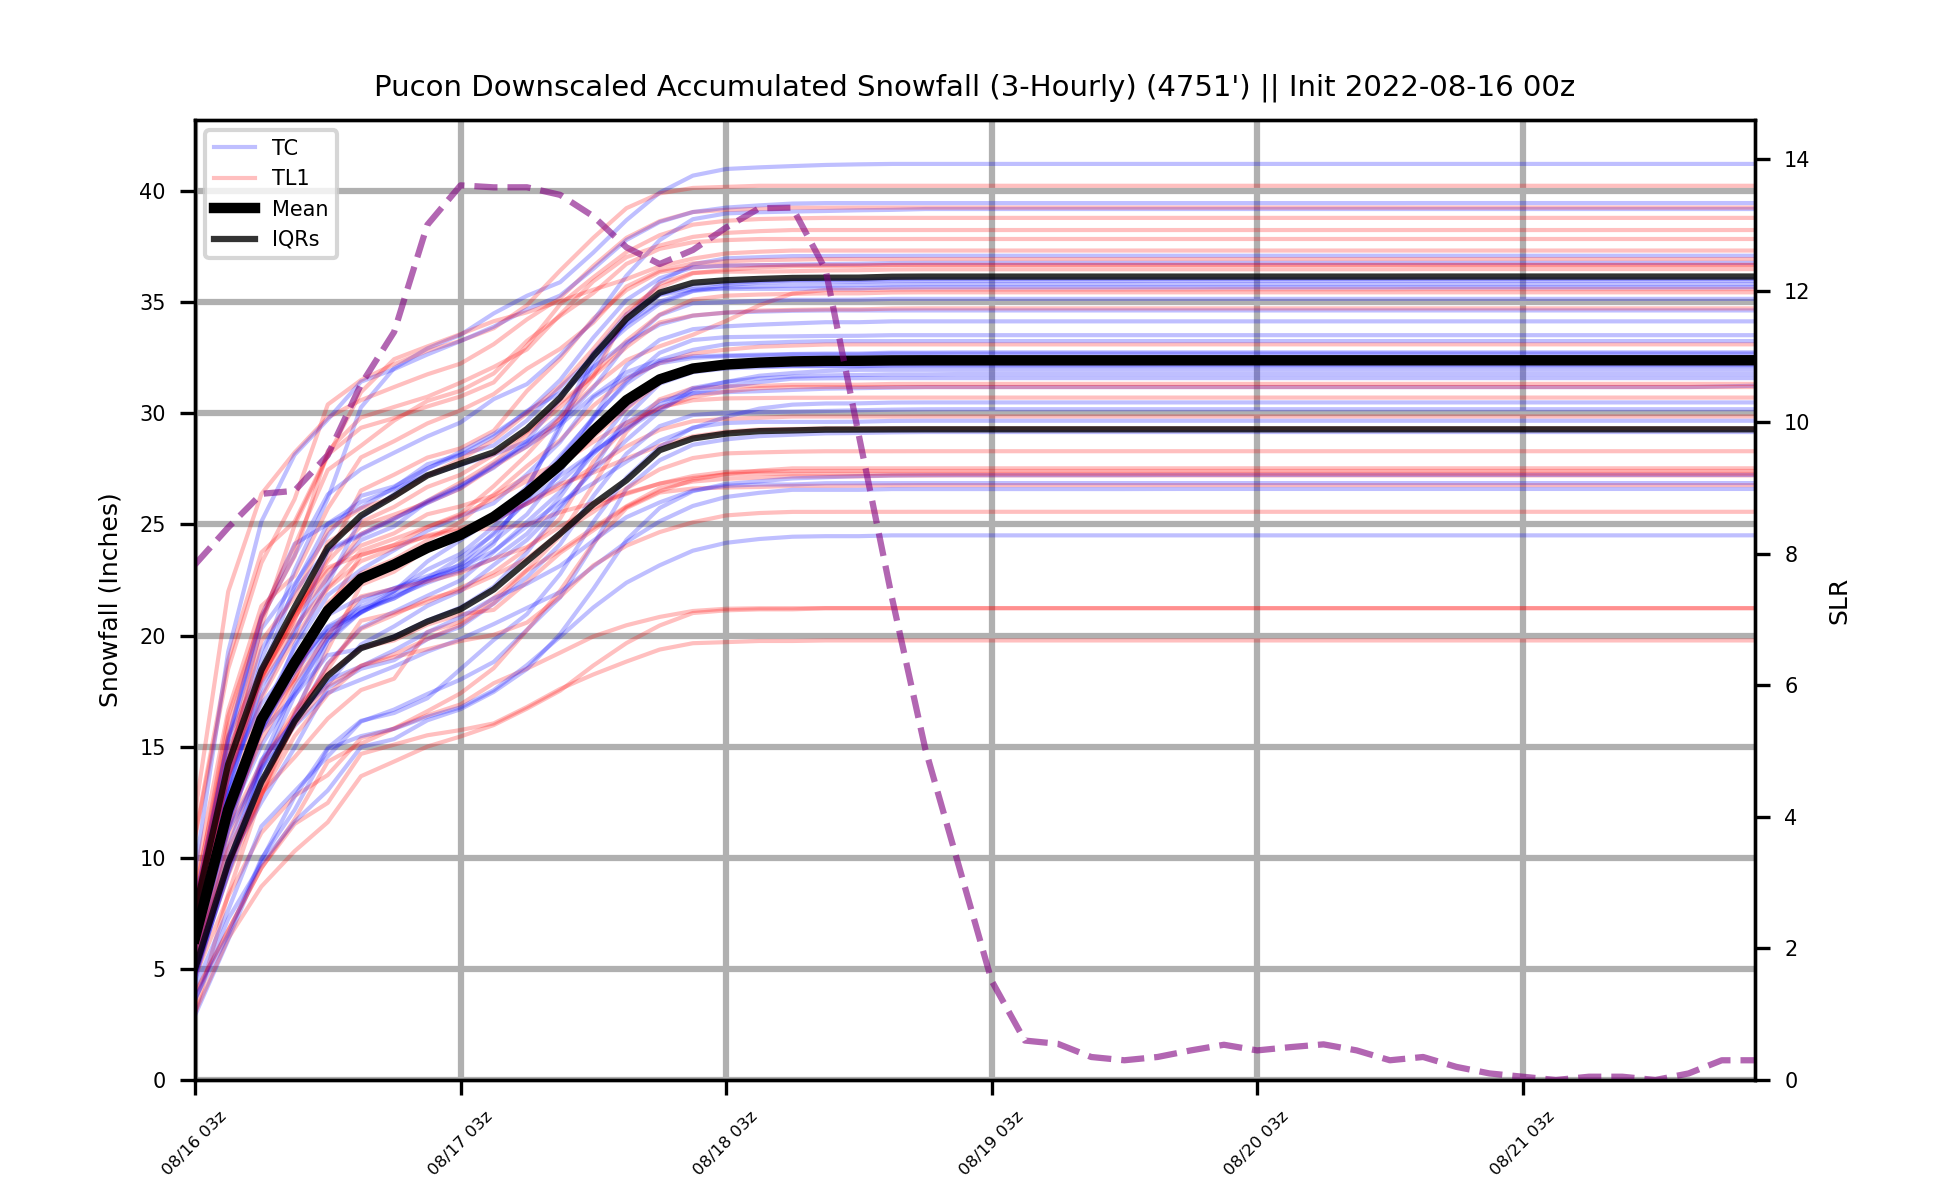 Pucon Downscaled Accumulated Snowfall (3-Hourly) (4751') || Init 2022-08-16 00z
TC
TL1
Mean
IQRs
Snowfall (Inches)
40
35
30
25
20
15
10
5
0
14
12
10
8
6
4
2
0
SLR
08/16 03z
08/17 03z
08/18 03z
08/19 03z
08/20 03z
08/21 03z